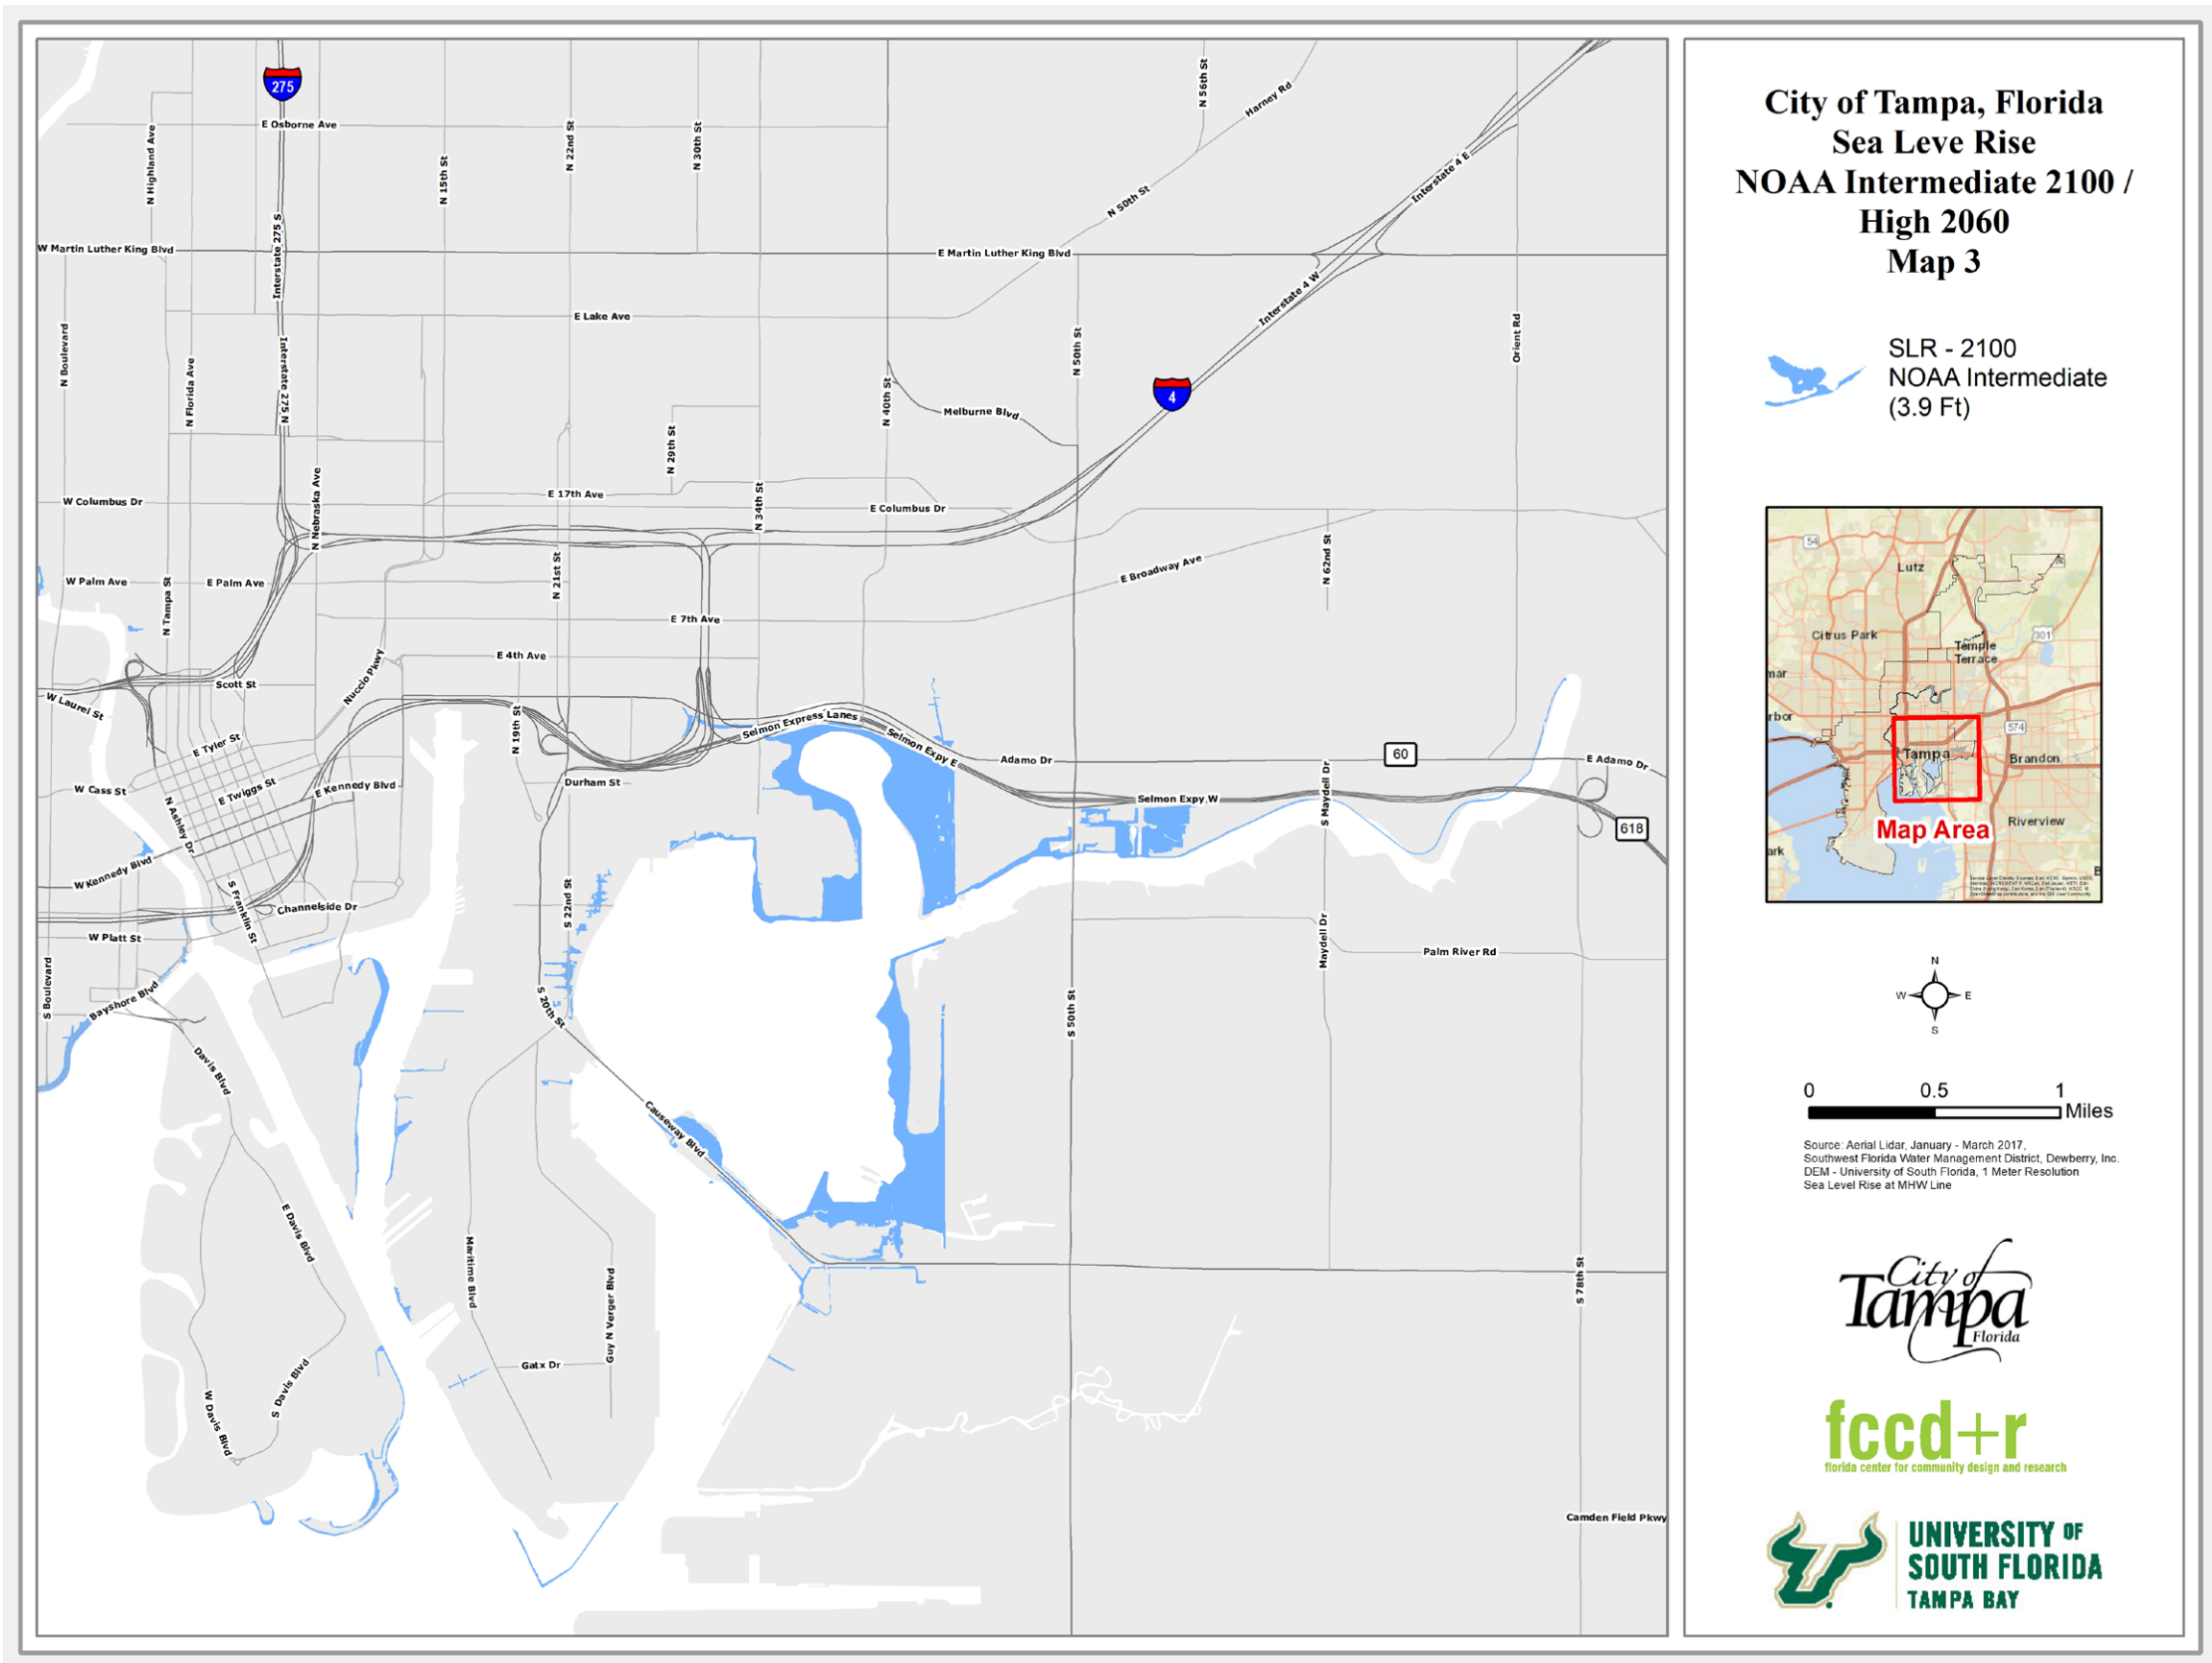 275
E Osborne Ave
N Highland Ave
N 15th St
N 22nd St
N 30th St
N 56th St
Harney Rd
N 50th St
Interstate 4 E
W Martin Luther King Blvd
Interstate 275 S
E Martin Luther King Blvd
Interstate 4 W
E Lake Ave
N Boulevard
N Florida Ave
Interstate 275 N
N 50th St
Orient Rd
N 40th St
Melburne Blvd
4
N 29th St
W Columbus Dr
N Nebraska Ave
E 17th Ave
N 34th St
E Columbus Dr
W Palm Ave
E Palm Ave
N Tampa St
N 21st St
E Broadway Ave
N 62nd St
E 7th Ave
E 4th Ave
Scott St
Nuccio Pkwy
W Laurel St
E Tyler St
N 19th St
Selmon Express Lanes
Selmon Expy E
Adamo Dr
60
E Adamo Dr
W Cass St
E Twiggs St
E Kennedy Blvd
Durham St
Selmon Expy W
S Maydell Dr
618
N Ashley Dr
W Kennedy Blvd
S Franklin St
Channelside Dr
S 22nd St
W Platt St
Maydell Dr
Palm River Rd
S Boulevard
Bayshore Blvd
S 20th St
S 50th St
Davis Blvd
Causeway Blvd
E Davis Blvd
Maritime Blvd
Guy N Verger Blvd
S 78th St
Gatx Dr
S Davis Blvd
W Davis Blvd
Camden Field Pkwy
City of Tampa, Florida
Sea Leve Rise
NOAA Intermediate 2100 /
High 2060
Map 3
SLR - 2100
NOAA Intermediate
(3.9 Ft)
54
Lutz
Citrus Park
301
Temple
Terrace
mar
rbor
574
Tampa
Brandon
Map Area
Riverview
ark
B
N
W
E
S
0
0.5
1
Miles
Source: Aerial Lidar, January - March 2017,
Southwest Florida Water Management District, Dewberry, Inc.
DEM - University of South Florida, 1 Meter Resolution
Sea Level Rise at MHW Line
City of
Tampa
Florida
fccd+r
florida center for community design and research
UNIVERSITY OF
SOUTH FLORIDA
TAMPA BAY